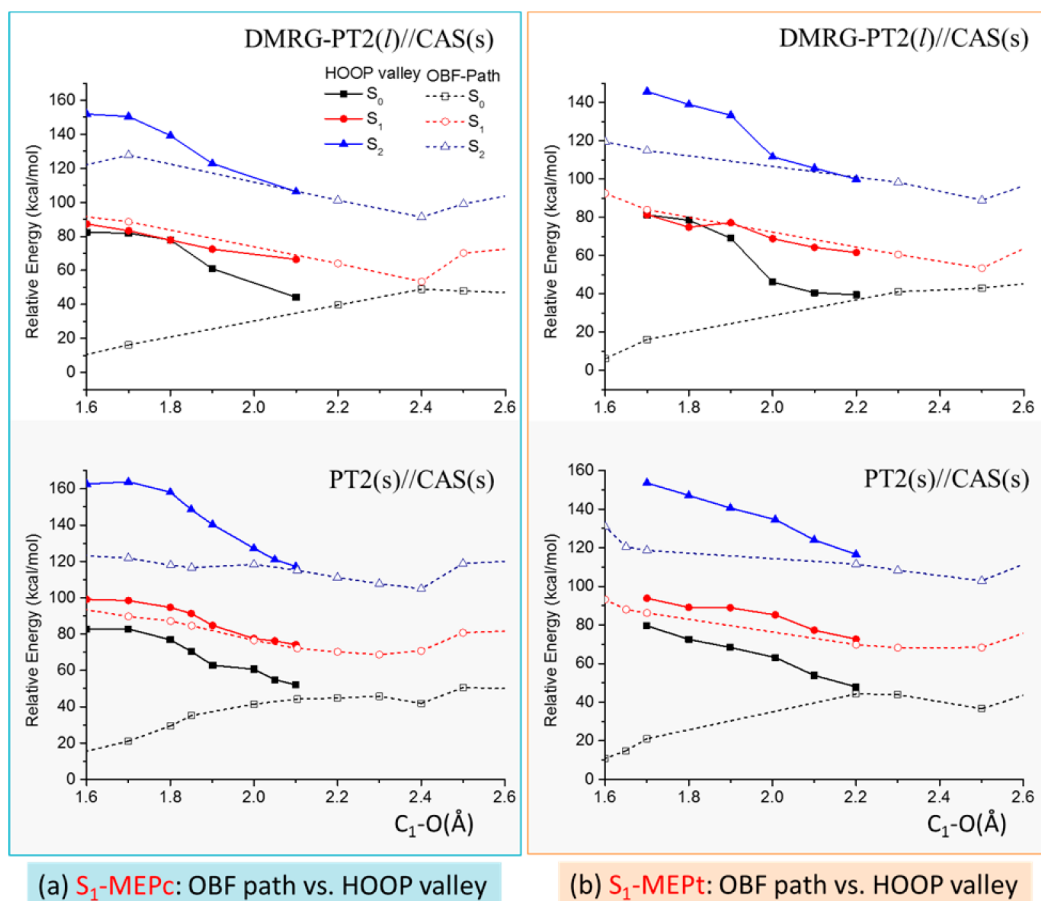 DMRG-PT2(l)//CAS(s)
HOOP valley OBF-Path
S0 S0
S1 S1
S2 S2
Relative Energy (kcal/mol)
160
140
120
100
80
60
40
20
0
1.6 1.8 2.0 2.2 2.4 2.6
DMRG-PT2(l)//CAS(s)
Relative Energy (kcal/mol)
140
120
100
80
60
40
20
0
1.6 1.8 2.0 2.2 2.4 2.6
PT2(s)//CAS(s)
Relative Energy (kcal/mol)
160
140
120
100
80
60
40
20
0
1.6 1.8 2.0 2.2 2.4 2.6
C1-O(Å)
PT2(s)//CAS(s)
Relative Energy (kcal/mol)
160
140
120
100
80
60
40
20
0
1.6 1.8 2.0 2.2 2.4 2.6
C1-O(Å)
(a) S1-MEPc: OBF path vs. HOOP valley
(b) S1-MEPt: OBF path vs. HOOP valley